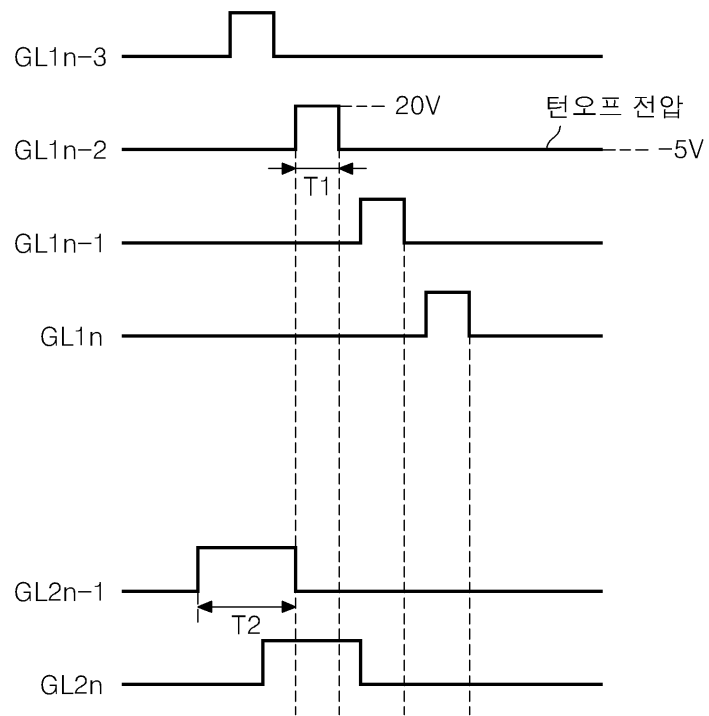 GL1n-3
20V
턴오프 전압
GL1n-2
-5V
T1
GL1n-1
GL1n
GL2n-1
T2
GL2n